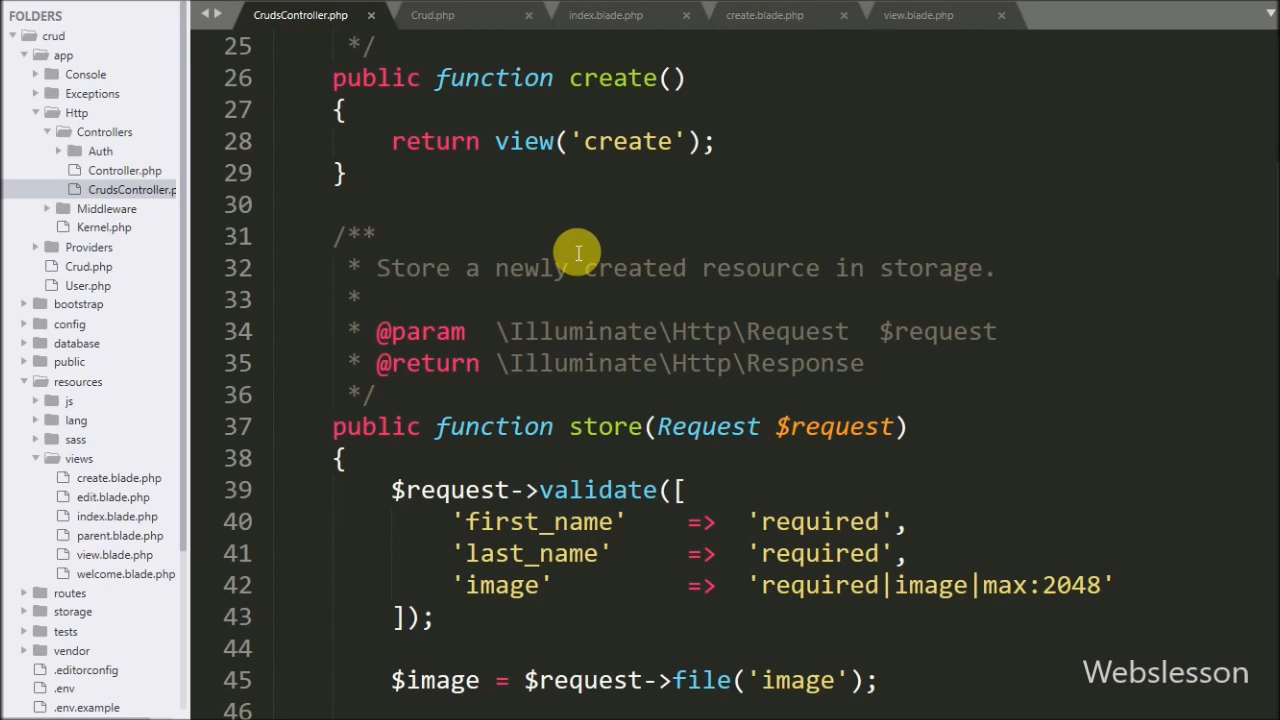 FOLDERS
crud
app
Console
Exceptions
Http
Controllers
Auth
Controller.php
CrudsController.p
Middleware
Kernel.php
Providers
Crud.php
User.php
bootstrap
config
database
public
resources
js
lang
sass
views
create.blade.php
edit.blade.php
index.blade.php
parent.blade.php
view.blade.php
welcome.blade.php
routes
storage
tests
vendor
.editorconfig
.env
.env.example
CrudsController.php × Crud.php × index.blade.php × create.blade.php × view.blade.php ×
25 */
26 public function create()
27 {
28 return view('create');
29 }
30
31 /**
32 * Store a newly created resource in storage.
33 *
34 * @param \Illuminate\Http\Request $request
35 * @return \Illuminate\Http\Response
36 */
37 public function store(Request $request)
38 {
39 $request->validate([
40 'first_name' => 'required',
41 'last_name' => 'required',
42 'image' => 'required|image|max:2048'
43 ]);
44
45 $image = $request->file('image');
46
Webslesson